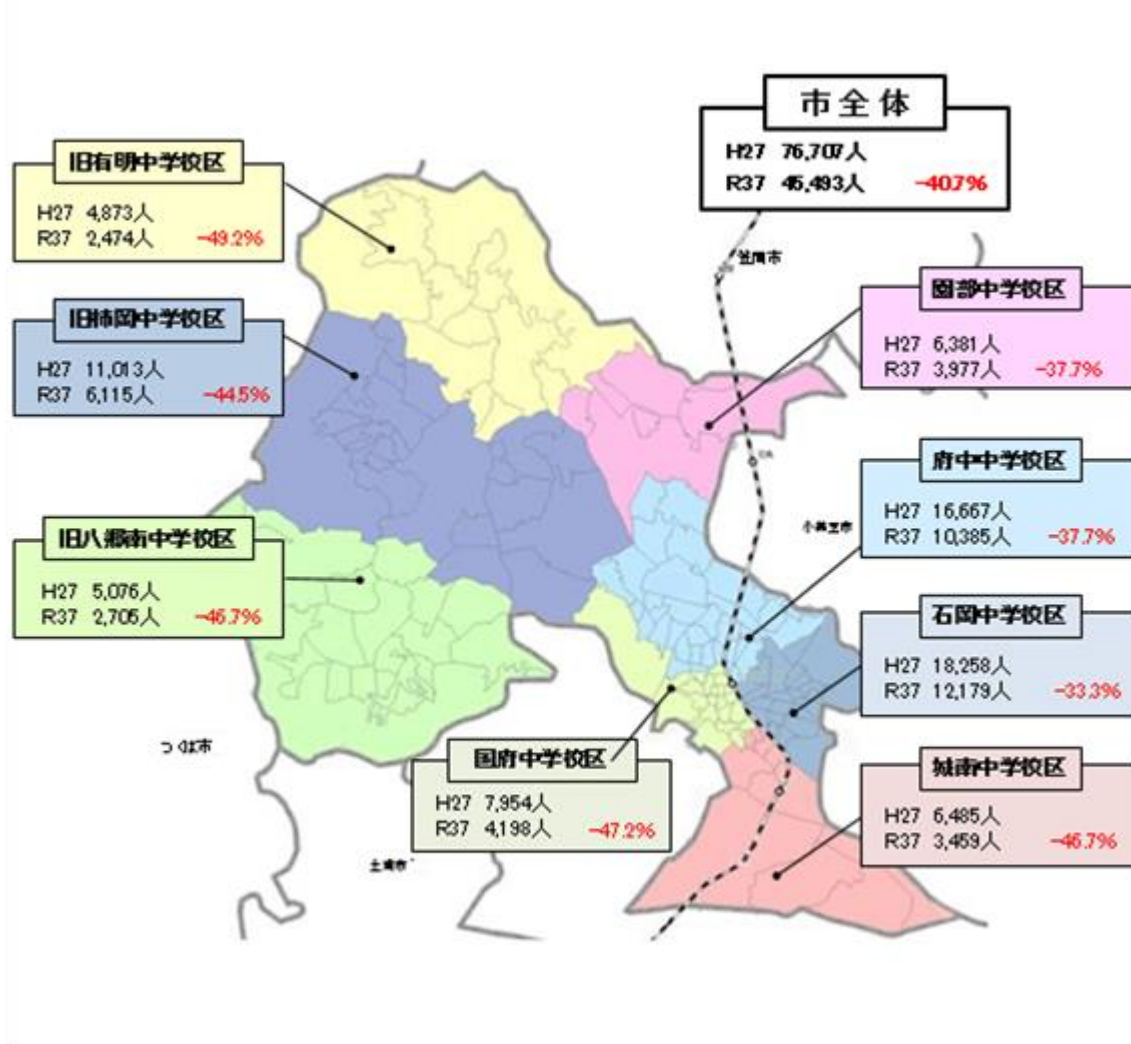 市全体
H27 76,707人
R37 45,493人 -40.7%
旧有明中学校区
H27 4,873人
R37 2,474人 -49.2%
笠間市
園部中学校区
H27 6,381人
R37 3,977人 -37.7%
旧柿岡中学校区
H27 11,013人
R37 6,115人 -44.5%
府中中学校区
H27 16,667人
R37 10,385人 -37.7%
小美玉市
旧八郷南中学校区
H27 5,076人
R37 2,705人 -46.7%
石岡中学校区
H27 18,258人
R37 12,179人 -33.3%
つくば市
国府中学校区
H27 7,954人
R37 4,198人 -47.2%
城南中学校区
H27 6,485人
R37 3,459人 -46.7%
土浦市